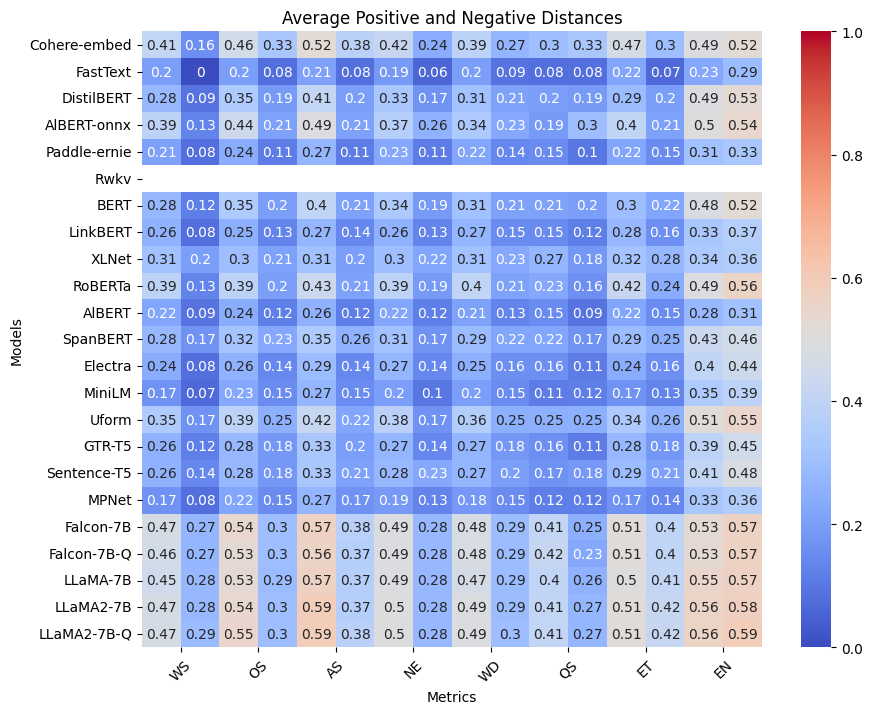 Average Positive and Negative Distances
Models
Cohere-embed 0.41 0.16 0.46 0.33 0.52 0.38 0.42 0.24 0.39 0.27 0.3 0.33 0.47 0.3 0.49 0.52
FastText 0.2 0 0.2 0.08 0.21 0.08 0.19 0.06 0.2 0.09 0.08 0.08 0.22 0.07 0.23 0.29
DistilBERT 0.28 0.09 0.35 0.19 0.41 0.2 0.33 0.17 0.31 0.21 0.2 0.19 0.29 0.2 0.49 0.53
AlBERT-onnx 0.39 0.13 0.44 0.21 0.49 0.21 0.37 0.26 0.34 0.23 0.19 0.3 0.4 0.21 0.5 0.54
Paddle-ernie 0.21 0.08 0.24 0.11 0.27 0.11 0.23 0.11 0.22 0.14 0.15 0.1 0.22 0.15 0.31 0.33
Rwkv
BERT 0.28 0.12 0.35 0.2 0.4 0.21 0.34 0.19 0.31 0.21 0.21 0.2 0.3 0.22 0.48 0.52
LinkBERT 0.26 0.08 0.25 0.13 0.27 0.14 0.26 0.13 0.27 0.15 0.15 0.12 0.28 0.16 0.33 0.37
XLNet 0.31 0.2 0.3 0.21 0.31 0.2 0.3 0.22 0.31 0.23 0.27 0.18 0.32 0.28 0.34 0.36
RoBERTa 0.39 0.13 0.39 0.2 0.43 0.21 0.39 0.19 0.4 0.21 0.23 0.16 0.42 0.24 0.49 0.56
AlBERT 0.22 0.09 0.24 0.12 0.26 0.12 0.22 0.12 0.21 0.13 0.15 0.09 0.22 0.15 0.28 0.31
SpanBERT 0.28 0.17 0.32 0.23 0.35 0.26 0.31 0.17 0.29 0.22 0.22 0.17 0.29 0.25 0.43 0.46
Electra 0.24 0.08 0.26 0.14 0.29 0.14 0.27 0.14 0.25 0.16 0.16 0.11 0.24 0.16 0.4 0.44
MiniLM 0.17 0.07 0.23 0.15 0.27 0.15 0.2 0.1 0.2 0.15 0.11 0.12 0.17 0.13 0.35 0.39
Uform 0.35 0.17 0.39 0.25 0.42 0.22 0.38 0.17 0.36 0.25 0.25 0.25 0.34 0.26 0.51 0.55
GTR-T5 0.26 0.12 0.28 0.18 0.33 0.2 0.27 0.14 0.27 0.18 0.16 0.11 0.28 0.18 0.39 0.45
Sentence-T5 0.26 0.14 0.28 0.18 0.33 0.21 0.28 0.23 0.27 0.2 0.17 0.18 0.29 0.21 0.41 0.48
MPNet 0.17 0.08 0.22 0.15 0.27 0.17 0.19 0.13 0.18 0.15 0.12 0.12 0.17 0.14 0.33 0.36
Falcon-7B 0.47 0.27 0.54 0.3 0.57 0.38 0.49 0.28 0.48 0.29 0.41 0.25 0.51 0.4 0.53 0.57
Falcon-7B-Q 0.46 0.27 0.53 0.3 0.56 0.37 0.49 0.28 0.48 0.29 0.42 0.23 0.51 0.4 0.53 0.57
LLaMA-7B 0.45 0.28 0.53 0.29 0.57 0.37 0.49 0.28 0.47 0.29 0.4 0.26 0.5 0.41 0.55 0.57
LLaMA2-7B 0.47 0.28 0.54 0.3 0.59 0.37 0.5 0.28 0.49 0.29 0.41 0.27 0.51 0.42 0.56 0.58
LLaMA2-7B-Q 0.47 0.29 0.55 0.3 0.59 0.38 0.5 0.28 0.49 0.3 0.41 0.27 0.51 0.42 0.56 0.59
WS OS AS NE WD QS ET EN
Metrics
1.0
0.8
0.6
0.4
0.2
0.0